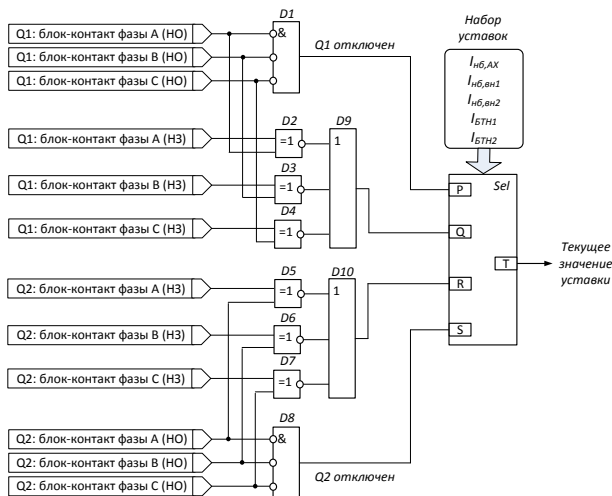 D1
Q1: блок-контакт фазы A (НО)
Q1: блок-контакт фазы B (НО)
Q1: блок-контакт фазы C (НО)
&
Q1 отключен
Набор
уставок
Iнб,АХ
Iнб,вн1
Iнб,вн2
IБТН1
IБТН2
Q1: блок-контакт фазы A (НЗ)
D2
=1
D9
1
Q1: блок-контакт фазы B (НЗ)
D3
=1
Q1: блок-контакт фазы C (НЗ)
D4
=1
Sel
P
Q
R
S
T
Текущее
значение
уставки
Q2: блок-контакт фазы A (НЗ)
D5
=1
D10
1
Q2: блок-контакт фазы B (НЗ)
D6
=1
Q2: блок-контакт фазы C (НЗ)
D7
=1
D8
Q2: блок-контакт фазы A (НО)
Q2: блок-контакт фазы B (НО)
Q2: блок-контакт фазы C (НО)
&
Q2 отключен